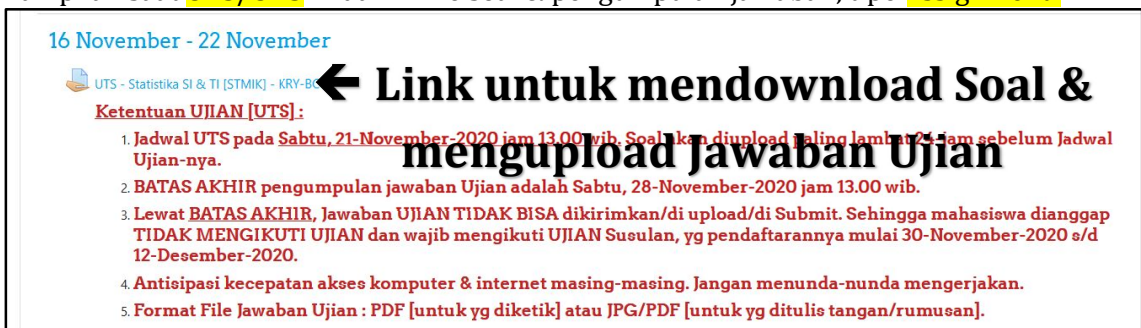 16 November - 22 November
UTS - Statistika SI & TI [STMIK] - KRY-
← Link untuk mendownload Soal &
mengupload Jawaban Ujian
Ketentuan UJIAN [UTS] :
1. Jadwal UTS pada Sabtu, 21-November-2020 jam 13.00 wib. Soal akan diupload paling lambat 24-jam sebelum Jadwal
Ujian-nya.
2. BATAS AKHIR pengumpulan jawaban Ujian adalah Sabtu, 28-November-2020 jam 13.00 wib.
3. Lewat BATAS AKHIR, Jawaban UJIAN TIDAK BISA dikirimkan/di upload/di Submit. Sehingga mahasiswa dianggap
TIDAK MENGIKUTI UJIAN dan wajib mengikuti UJIAN Susulan, yg pendaftarannya mulai 30-November-2020 s/d
12-Desember-2020.
4. Antisipasi kecepatan akses komputer & internet masing-masing. Jangan menunda-nunda mengerjakan.
5. Format File Jawaban Ujian : PDF [untuk yg diketik] atau JPG/PDF [untuk yg ditulis tangan/rumusan].